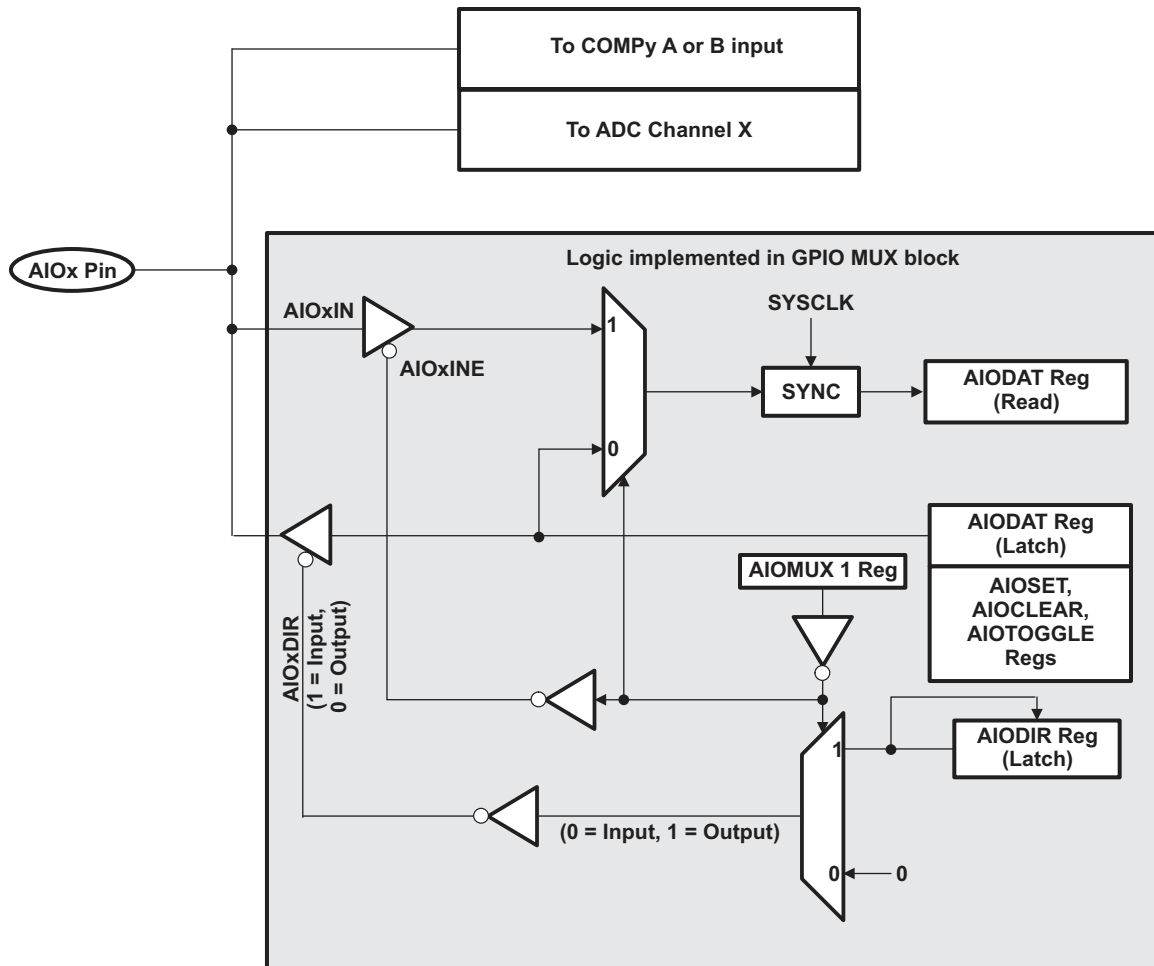 To COMPy A or B input
To ADC Channel X
AIOx Pin
Logic implemented in GPIO MUX block
AIOxIN
1
SYSCLK
AIOxINE
SYNC
AIODAT Reg
(Read)
0
AIODAT Reg
(Latch)
AIOMUX 1 Reg
AIOSET,
AIOCLEAR,
AIOTOGGLE
Regs
AIOxDIR
(1 = Input,
0 = Output)
1
AIODIR Reg
(Latch)
(0 = Input, 1 = Output)
0
0